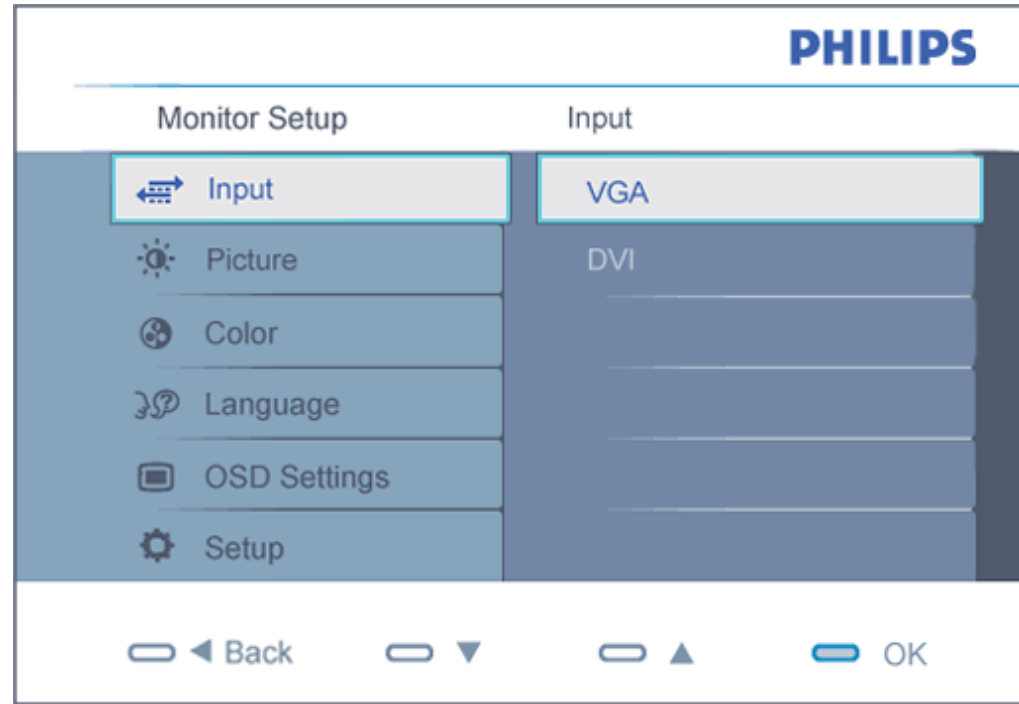 PHILIPS
Monitor Setup
Input
Input
VGA
Picture
DVI
Color
Language
OSD Settings
Setup
Back
OK